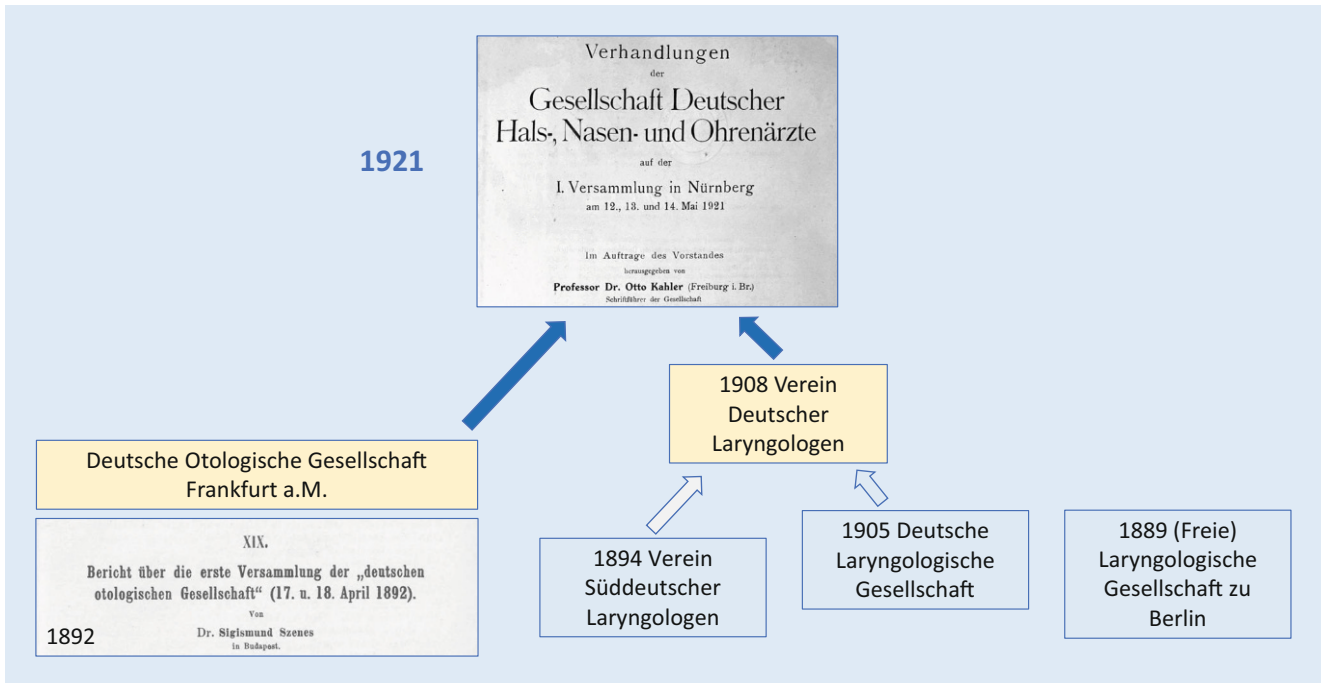 Verhandlungen
der
Gesellschaft Deutscher
Hals-, Nasen- und Ohrenärzte
auf der
I. Versammlung in Nürnberg
am 12., 13. und 14. Mai 1921
Im Auftrage des Vorstandes
herausgegeben von
Professor Dr. Otto Kahler (Freiburg i. Br.)
Schriftführer der Gesellschaft
1921
1908 Verein
Deutscher
Laryngologen
Deutsche Otologische Gesellschaft
Frankfurt a.M.
XIX.
Bericht über die erste Versammlung der „deutschen
otologischen Gesellschaft“ (17. u. 18. April 1892).
Von
Dr. Sigismund Szenes
in Budapest.
1892
1894 Verein
Süddeutscher
Laryngologen
1905 Deutsche
Laryngologische
Gesellschaft
1889 (Freie)
Laryngologische
Gesellschaft zu
Berlin